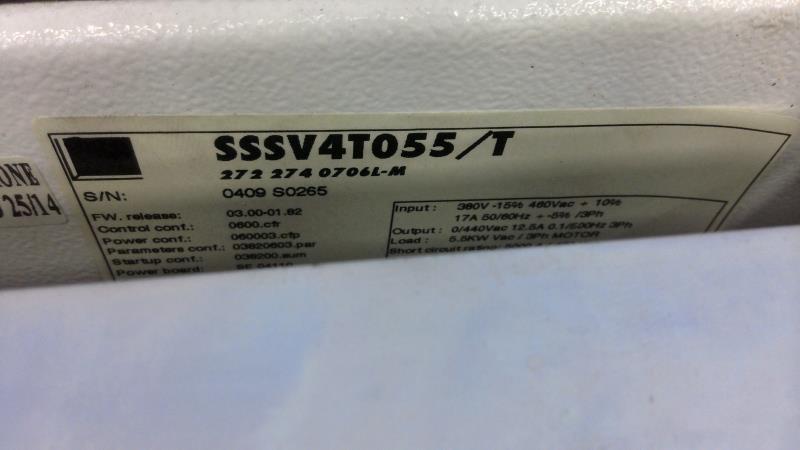 SSSV4T055/T
272 274 0706L-M
S/N: 0409 S0265
FW. release: 03.00-01.82
Control conf.: 0600.cfr
Power conf.: 060003.cfp
Parameters conf.: 03820603.par
Startup conf.: 038200.sum
Power board:
Input: 380V -15% 460Vac + 10%
17A 50/60Hz + -5% /3Ph
Output: 0/440Vac 12.5A 0.1/500Hz 3Ph
Load: 5.5KW Vac / 3Ph MOTOR
Short circuit rating:
ONE
25/14